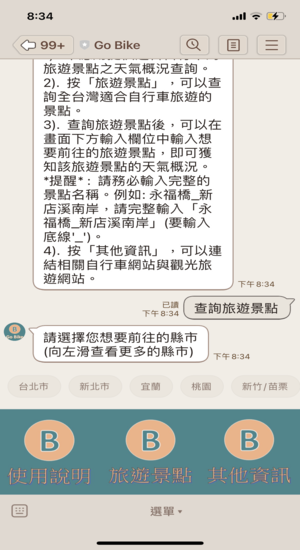 8:34
99+ Go Bike
旅遊景點之天氣概況查詢。
2). 按「旅遊景點」, 可以查
詢全台灣適合自行車旅遊的
景點。
3). 查詢旅遊景點後, 可以在
畫面下方輸入欄位中輸入想
要前往的旅遊景點, 即可獲
知該旅遊景點的天氣概況。
*提醒* : 請務必輸入完整的
景點名稱。例如: 永福橋_新
店溪南岸, 請完整輸入「永
福橋_新店溪南岸」(要輸入
底線'_')。
4). 按「其他資訊」, 可以連
結相關自行車網站與觀光旅
遊網站。
下午 8:34
已讀
下午 8:34
查詢旅遊景點
請選擇您想要前往的縣市
(向左滑查看更多的縣市)
下午 8:34
B
Go Bike
台北市 新北市 宜蘭 桃園 新竹/苗栗
B B B
使用說明 旅遊景點 其他資訊
選單